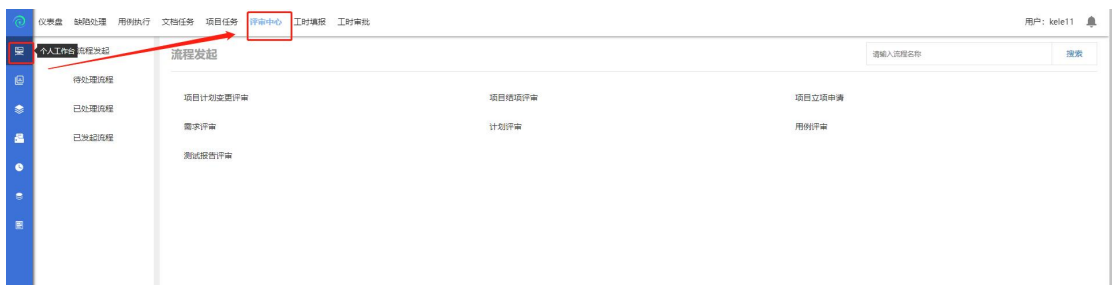 仪表盘 缺陷处理 用例执行 文档任务 项目任务 评审中心 工时填报 工时审批 用户：kele11
个人工作台 流程发起
待处理流程
已处理流程
已发起流程
流程发起 请输入流程名称 搜索
项目计划变更评审 项目结项评审 项目立项申请
需求评审 计划评审 用例评审
测试报告评审